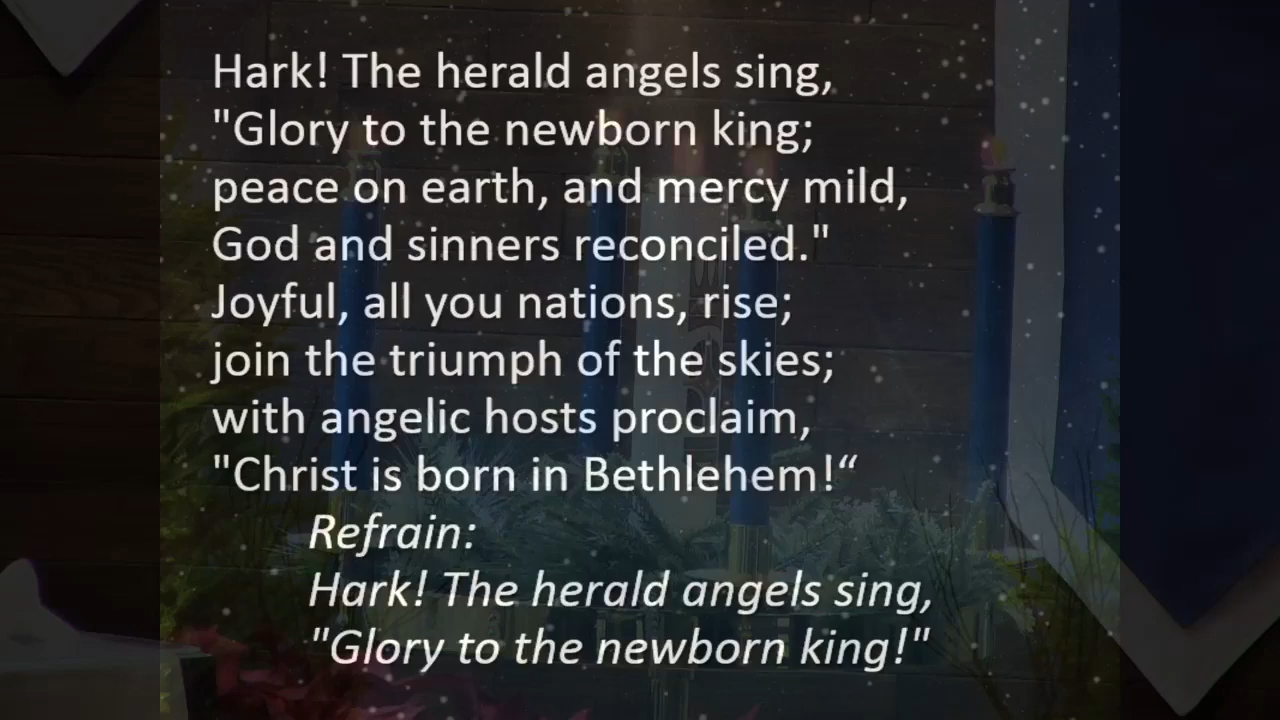 Hark! The herald angels sing,
"Glory to the newborn king;
peace on earth, and mercy mild,
God and sinners reconciled."
Joyful, all you nations, rise;
join the triumph of the skies;
with angelic hosts proclaim,
"Christ is born in Bethlehem!“
Refrain:
Hark! The herald angels sing,
"Glory to the newborn king!"